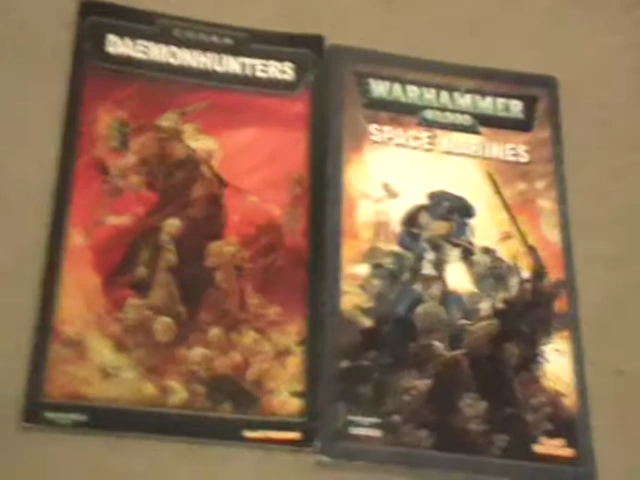 CODEX
DAEMONHUNTERS
WARHAMMER
40,000
SPACE MARINES